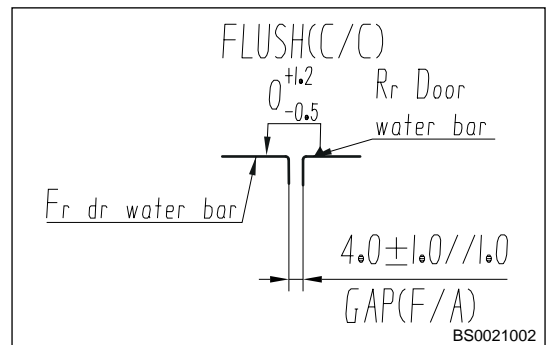 FLUSH(C/C)
0 +1.2 -0.5
Rr Door
water bar
Fr dr water bar
4.0±1.0//1.0
GAP(F/A)
BS0021002